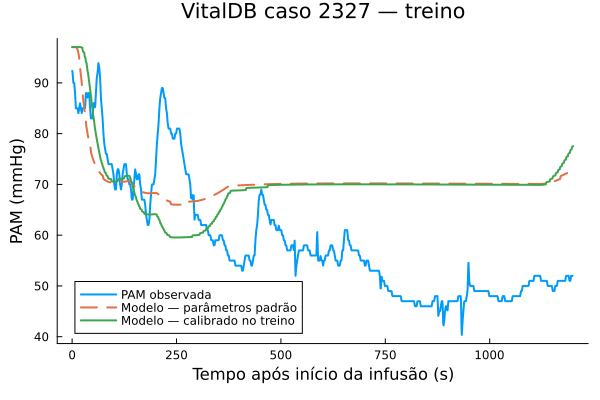 VitalDB caso 2327 — treino
PAM (mmHg)
90
80
70
60
50
40
PAM observada
Modelo — parâmetros padrão
Modelo — calibrado no treino
0 250 500 750 1000
Tempo após início da infusão (s)